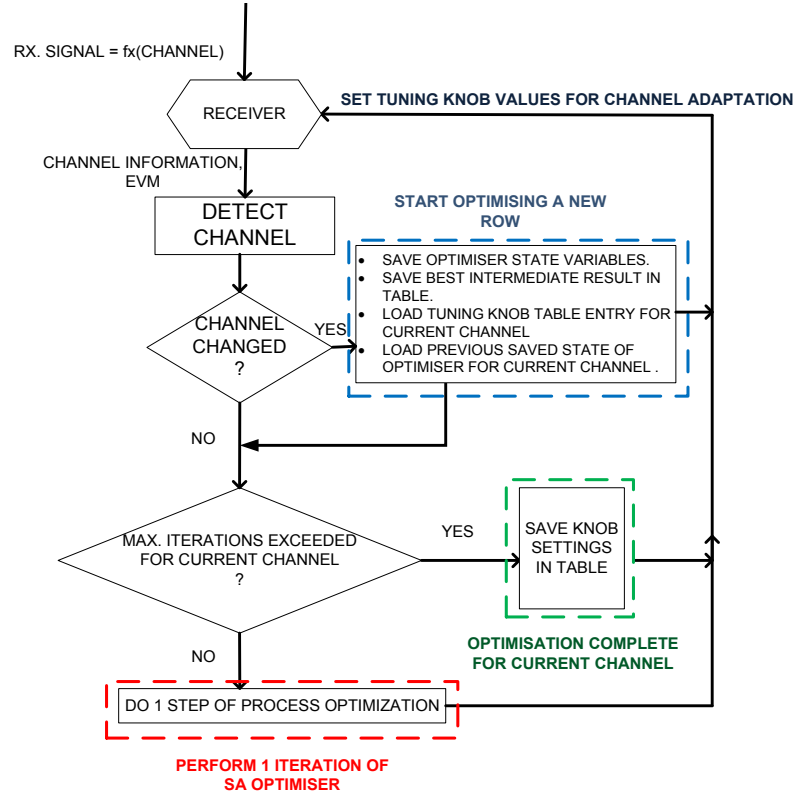 RX. SIGNAL = fx(CHANNEL)
RECEIVER
SET TUNING KNOB VALUES FOR CHANNEL ADAPTATION
CHANNEL INFORMATION,
EVM
DETECT
CHANNEL
START OPTIMISING A NEW
ROW
• SAVE OPTIMISER STATE VARIABLES.
• SAVE BEST INTERMEDIATE RESULT IN
TABLE.
• LOAD TUNING KNOB TABLE ENTRY FOR
CURRENT CHANNEL
• LOAD PREVIOUS SAVED STATE OF
OPTIMISER FOR CURRENT CHANNEL .
CHANNEL
CHANGED
?
YES
NO
MAX. ITERATIONS EXCEEDED
FOR CURRENT CHANNEL
?
YES
SAVE KNOB
SETTINGS
IN TABLE
OPTIMISATION COMPLETE
FOR CURRENT CHANNEL
NO
DO 1 STEP OF PROCESS OPTIMIZATION
PERFORM 1 ITERATION OF
SA OPTIMISER